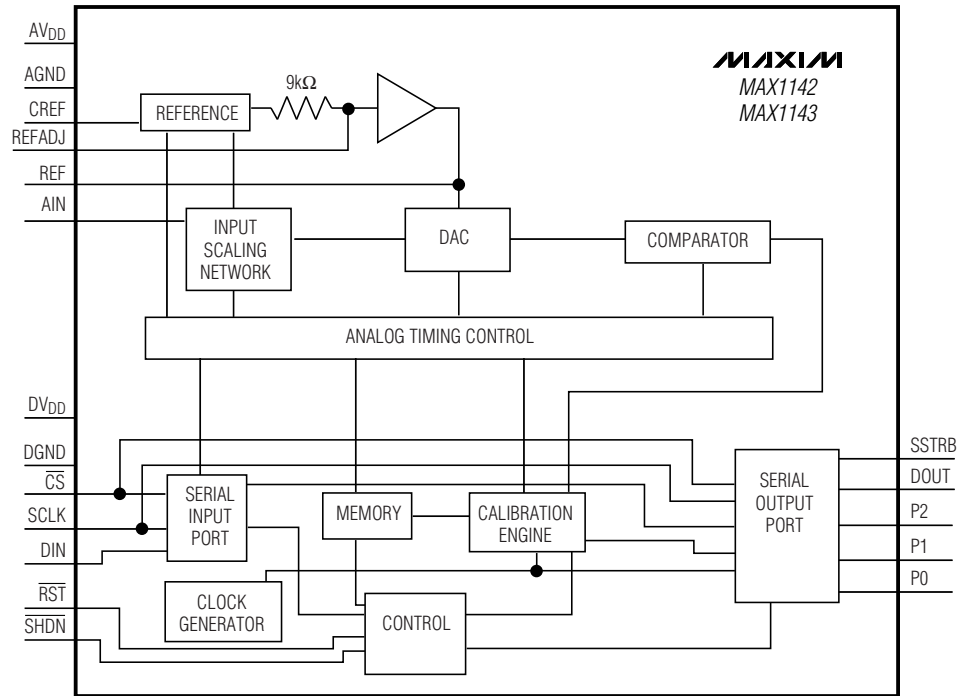 AVDD
AGND
CREF
REFADJ
REF
AIN
DVDD
DGND
CS
SCLK
DIN
RST
SHDN
MAXIM
MAX1142
MAX1143
9kΩ
REFERENCE
INPUT
SCALING
NETWORK
DAC
COMPARATOR
ANALOG TIMING CONTROL
SERIAL
INPUT
PORT
MEMORY
CALIBRATION
ENGINE
SERIAL
OUTPUT
PORT
CLOCK
GENERATOR
CONTROL
SSTRB
DOUT
P2
P1
P0